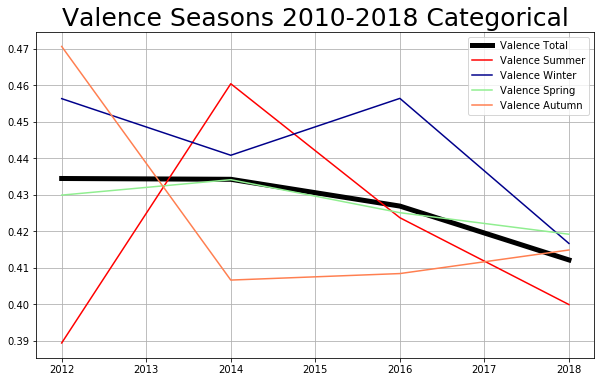 Valence Seasons 2010-2018 Categorical
Valence Total
Valence Summer
Valence Winter
Valence Spring
Valence Autumn
0.47
0.46
0.45
0.44
0.43
0.42
0.41
0.40
0.39
2012 2013 2014 2015 2016 2017 2018